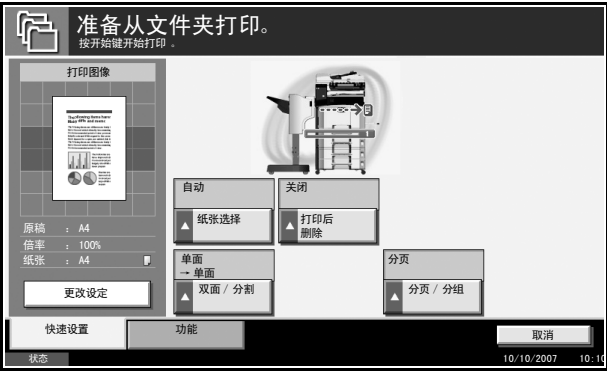 准备从文件夹打印。
按开始键开始打印 。
打印图像
原稿 : A4
倍率 : 100%
纸张 : A4
更改设定
自动
纸张选择
关闭
打印后
删除
单面
→ 单面
双面 / 分割
分页
分页 / 分组
快速设置
功能
取消
状态
10/10/2007 10:10